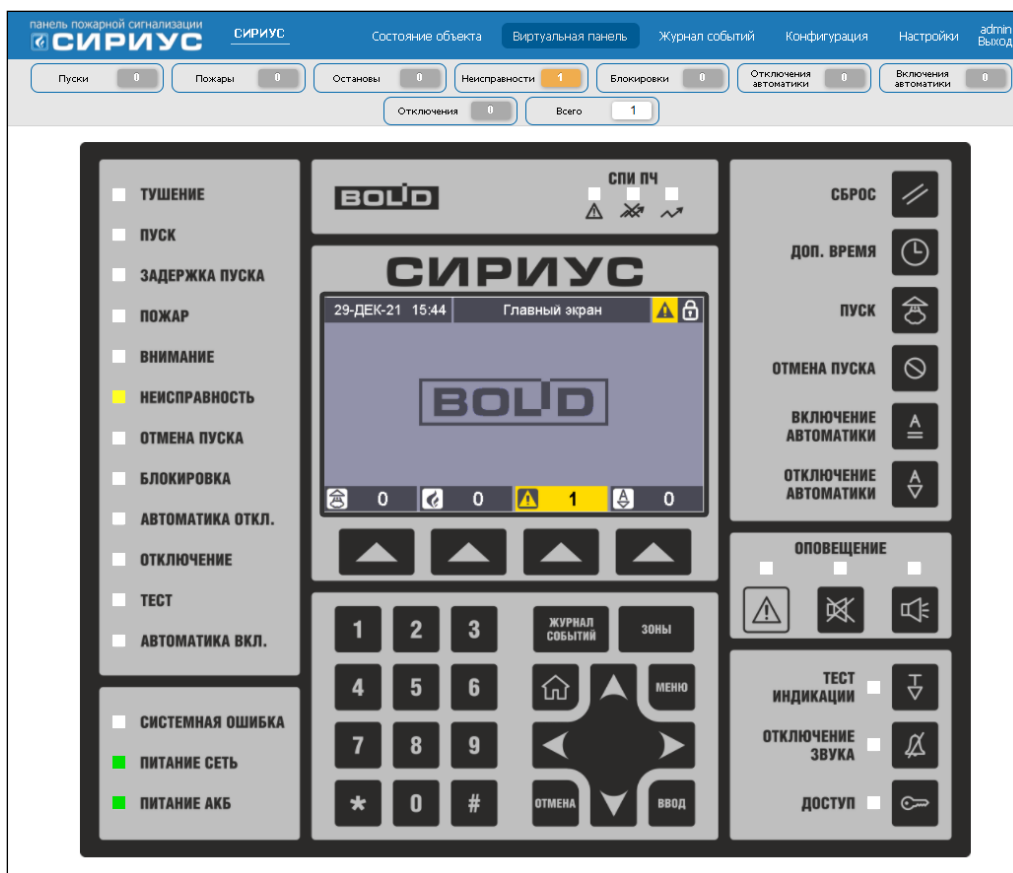 панель пожарной сигнализации
СИРИУС
СИРИУС
Состояние объекта
Виртуальная панель
Журнал событий
Конфигурация
Настройки
admin
Выход
Пуски 0
Пожары 0
Остановы 0
Неисправности 1
Блокировки 0
Отключения автоматики 0
Включения автоматики 0
Отключения 0
Всего 1
ТУШЕНИЕ
ПУСК
ЗАДЕРЖКА ПУСКА
ПОЖАР
ВНИМАНИЕ
НЕИСПРАВНОСТЬ
ОТМЕНА ПУСКА
БЛОКИРОВКА
АВТОМАТИКА ОТКЛ.
ОТКЛЮЧЕНИЕ
ТЕСТ
АВТОМАТИКА ВКЛ.
СИСТЕМНАЯ ОШИБКА
ПИТАНИЕ СЕТЬ
ПИТАНИЕ АКБ
BOLID
СПИ ПЧ
СИРИУС
29-ДЕК-21 15:44 Главный экран
BOLID
0 0 1 0
1 2 3
ЖУРНАЛ
СОБЫТИЙ
ЗОНЫ
4 5 6
МЕНЮ
7 8 9
* 0 #
ОТМЕНА
ВВОД
СБРОС
ДОП. ВРЕМЯ
ПУСК
ОТМЕНА ПУСКА
ВКЛЮЧЕНИЕ
АВТОМАТИКИ
A
ОТКЛЮЧЕНИЕ
АВТОМАТИКИ
A
ОПОВЕЩЕНИЕ
ТЕСТ
ИНДИКАЦИИ
ОТКЛЮЧЕНИЕ
ЗВУКА
ДОСТУП